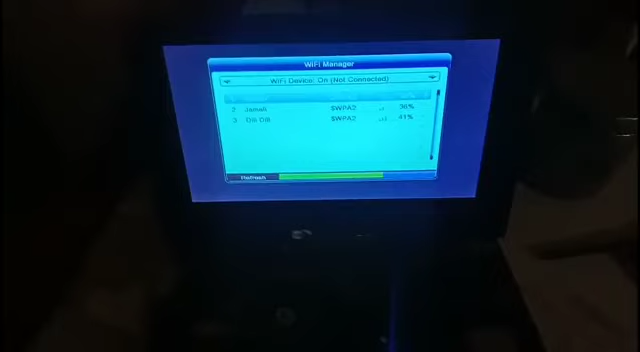 WiFi Manager
WiFi Device: On (Not Connected)
2 Jamali $WPA2 36%
3 Dili Dili $WPA2 41%
Refresh